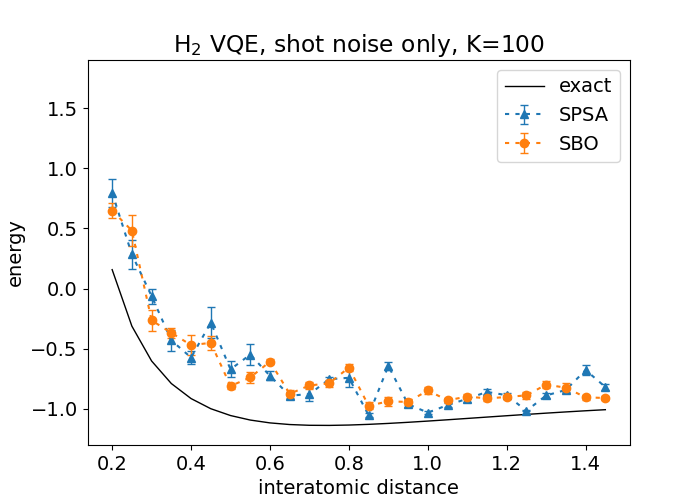 H₂ VQE, shot noise only, K=100
exact
SPSA
SBO
energy
1.5
1.0
0.5
0.0
−0.5
−1.0
0.2 0.4 0.6 0.8 1.0 1.2 1.4
interatomic distance